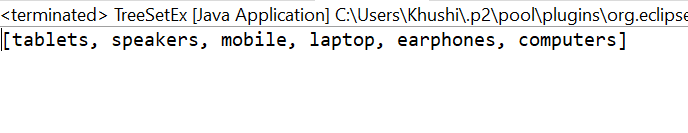 <terminated> TreeSetEx [Java Application] C:\Users\Khushi\.p2\pool\plugins\org.eclipse
[tablets, speakers, mobile, laptop, earphones, computers]